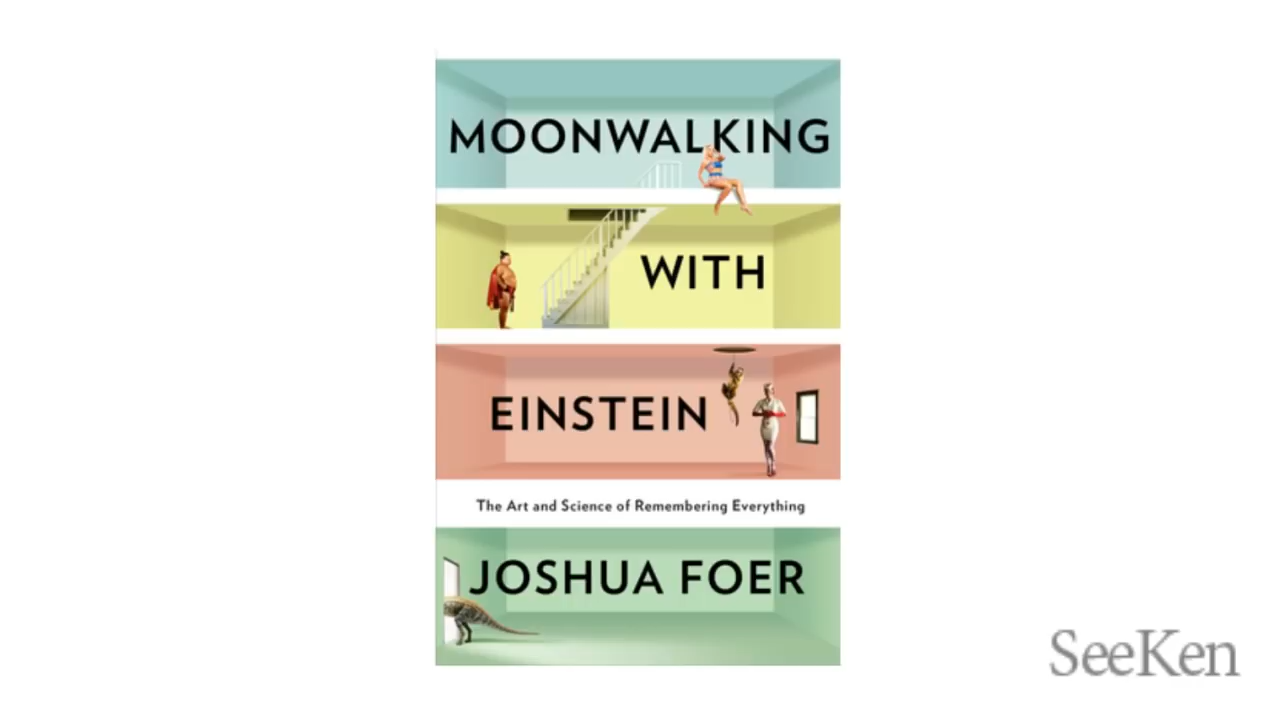 MOONWALKING
WITH
EINSTEIN
The Art and Science of Remembering Everything
JOSHUA FOER
SeeKen